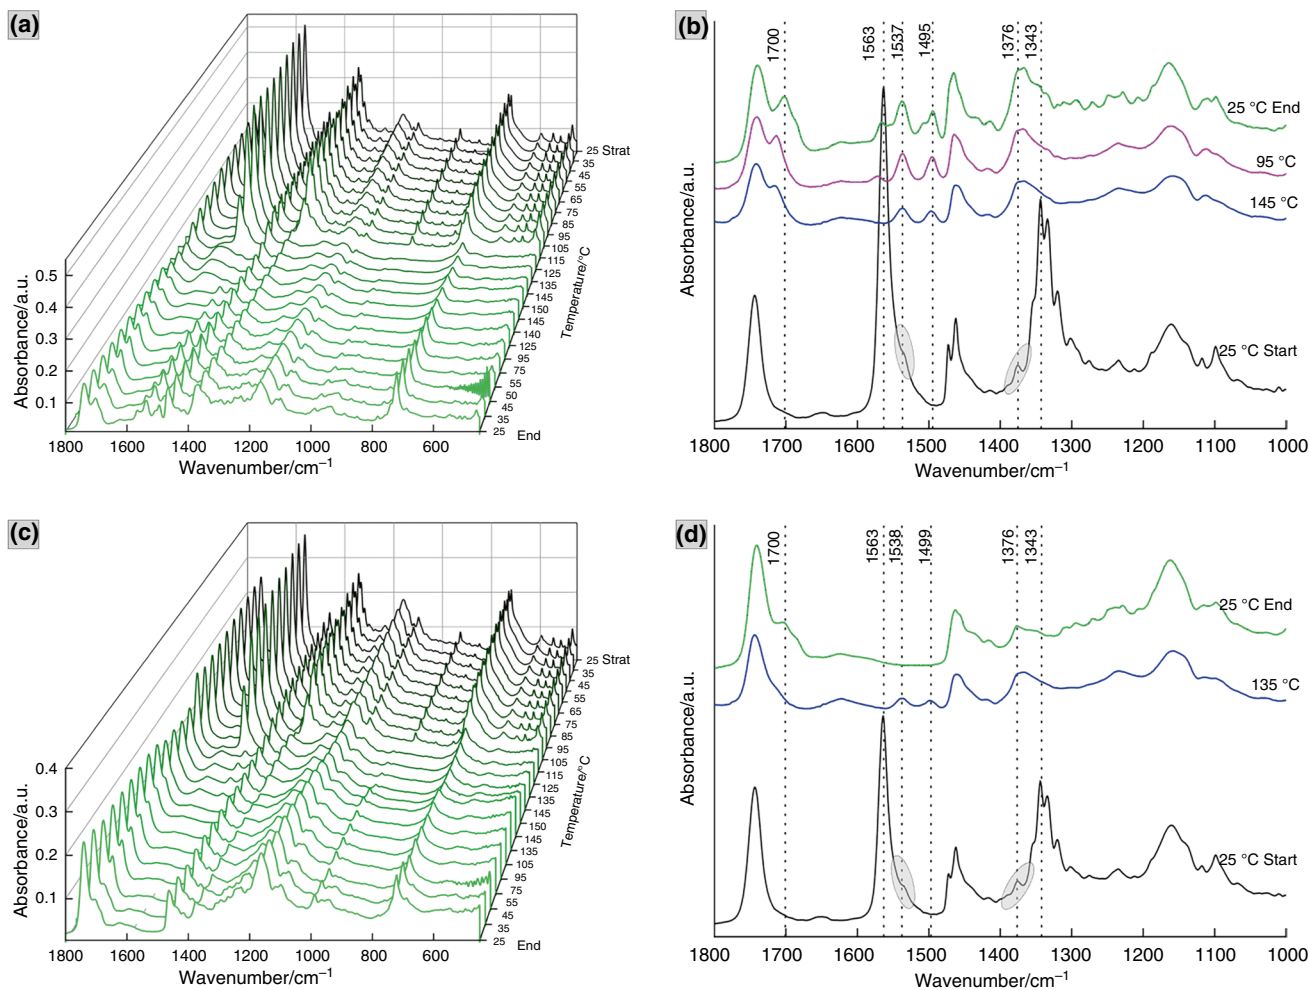 (a)
25 Strat
35
45
55
65
75
85
95
105
115
125
135
145
150
145
140
125
95
75
55
50
45
35
25
End
Temperature/°C
0.5
0.4
0.3
0.2
0.1
Absorbance/a.u.
1800 1600 1400 1200 1000 800 600
Wavenumber/cm−1
(b)
1700
1563
1537
1495
1376
1343
25 °C End
95 °C
145 °C
25 °C Start
Absorbance/a.u.
1800 1700 1600 1500 1400 1300 1200 1100 1000
Wavenumber/cm−1
(c)
25 Strat
35
45
55
65
75
85
95
105
115
125
135
145
150
145
135
105
95
75
55
45
35
25
End
Temperature/°C
0.4
0.3
0.2
0.1
Absorbance/a.u.
1800 1600 1400 1200 1000 800 600
Wavenumber/cm−1
(d)
1700
1563
1538
1499
1376
1343
25 °C End
135 °C
25 °C Start
Absorbance/a.u.
1800 1700 1600 1500 1400 1300 1200 1100 1000
Wavenumber/cm−1